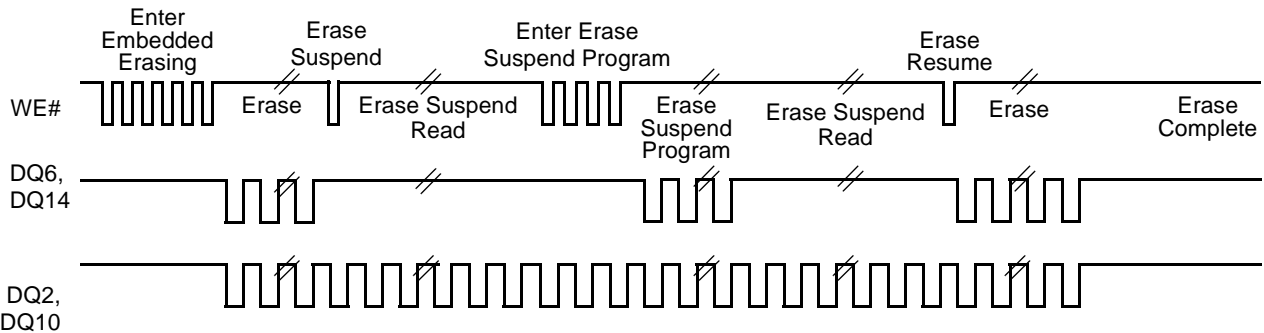 Enter
Embedded
Erasing
Erase
Suspend
Enter Erase
Suspend Program
Erase
Resume
WE#
Erase
Erase Suspend
Read
Erase
Suspend
Program
Erase Suspend
Read
Erase
Erase
Complete
DQ6,
DQ14
DQ2,
DQ10